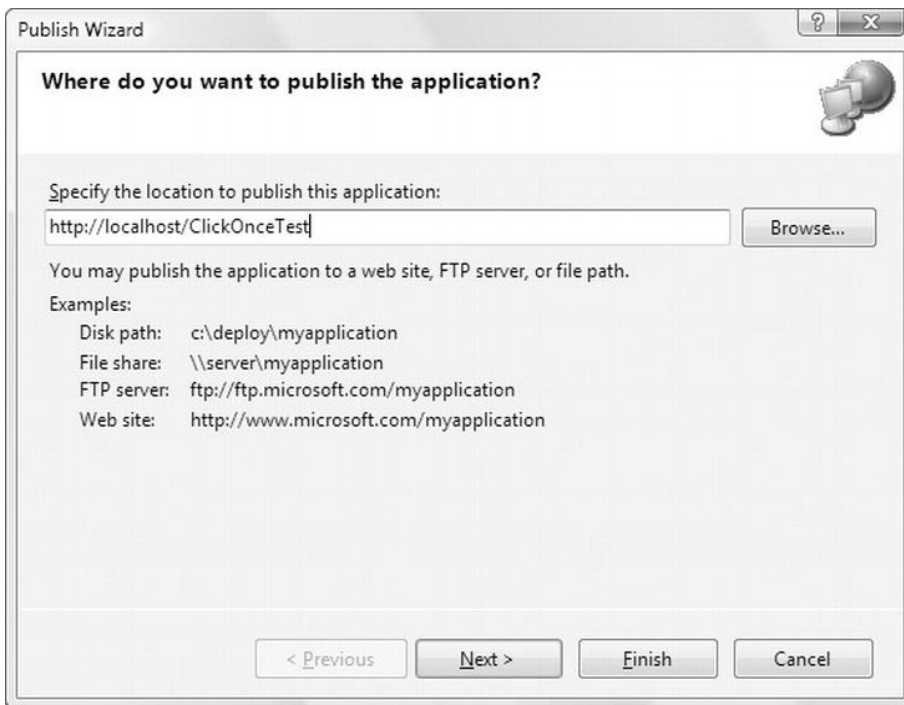 Publish Wizard
Where do you want to publish the application?
Specify the location to publish this application:
http://localhost/ClickOnceTest
Browse...
You may publish the application to a web site, FTP server, or file path.
Examples:
Disk path: c:\deploy\myapplication
File share: \\server\myapplication
FTP server: ftp://ftp.microsoft.com/myapplication
Web site: http://www.microsoft.com/myapplication
< Previous Next > Finish Cancel